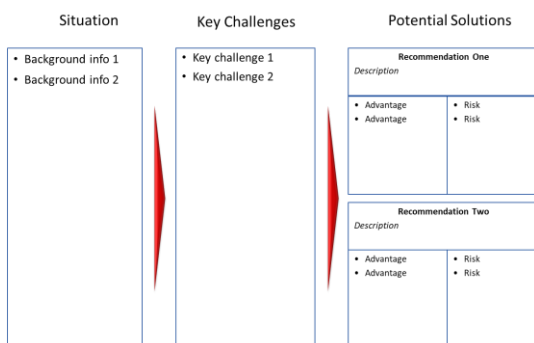 Situation
• Background info 1
• Background info 2
Key Challenges
• Key challenge 1
• Key challenge 2
Potential Solutions
Recommendation One
Description
• Advantage
• Advantage
• Risk
• Risk
Recommendation Two
Description
• Advantage
• Advantage
• Risk
• Risk